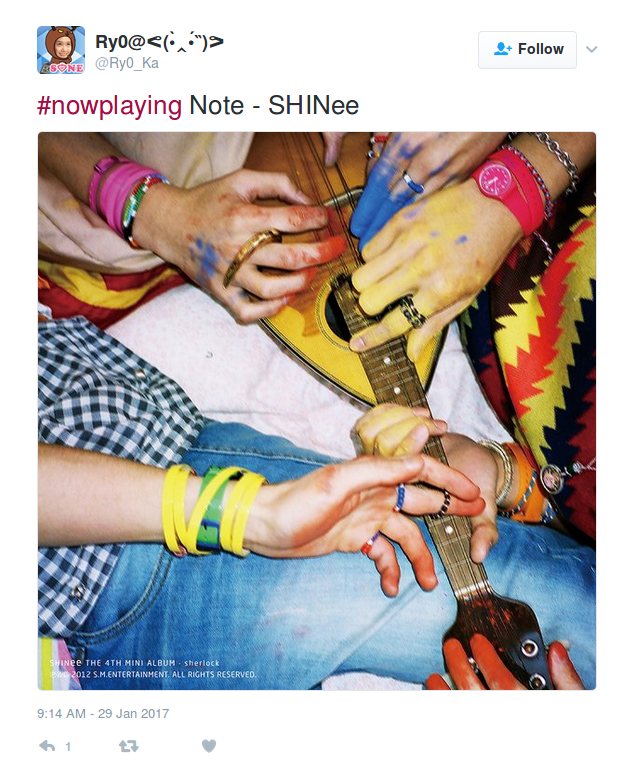 Ry0@⋲(•̀‸•́‶)⋺
@Ry0_Ka
Follow
S♡NE
#nowplaying Note - SHINee
SHINee THE 4TH MINI ALBUM - sherlock
2012 S.M.ENTERTAINMENT. ALL RIGHTS RESERVED.
9:14 AM - 29 Jan 2017
1